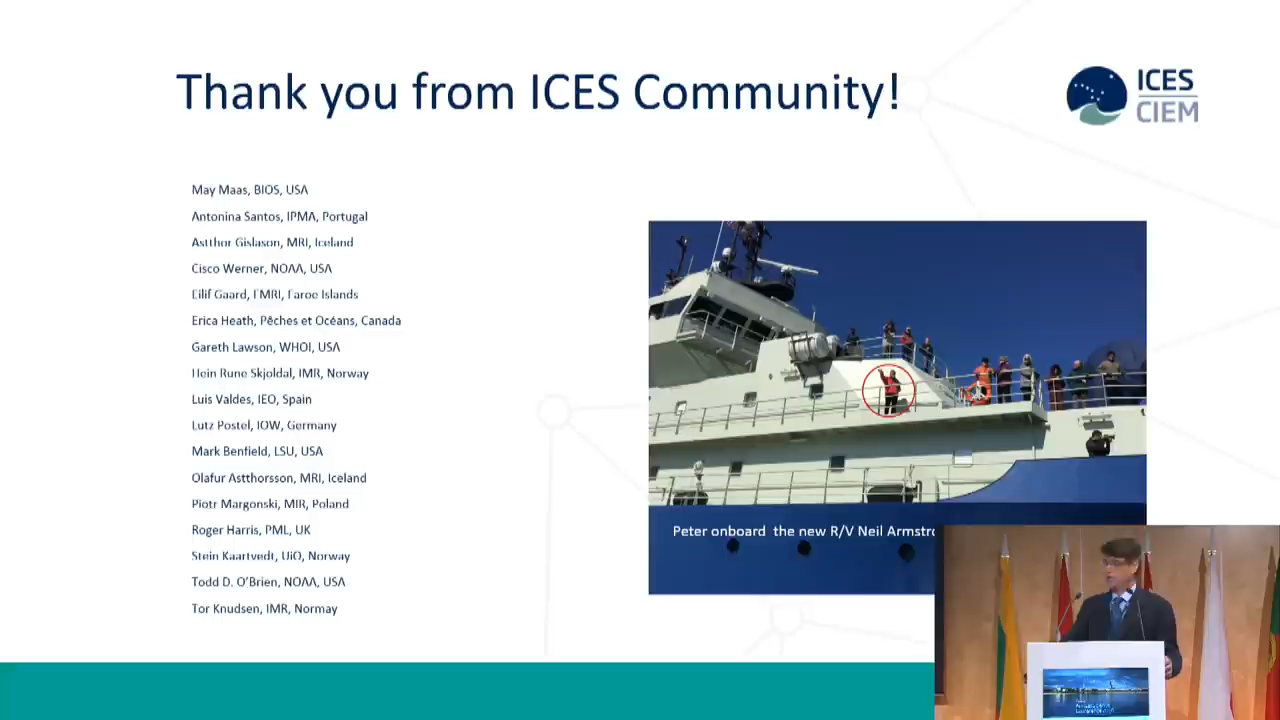 Thank you from ICES Community!
ICES
CIEM
May Maas, BIOS, USA
Antonina Santos, IPMA, Portugal
Astthor Gislason, MRI, Iceland
Cisco Werner, NOAA, USA
Eilif Gaard, FMRI, Faroe Islands
Erica Heath, Pêches et Océans, Canada
Gareth Lawson, WHOI, USA
Hein Rune Skjoldal, IMR, Norway
Luis Valdes, IEO, Spain
Lutz Postel, IOW, Germany
Mark Benfield, LSU, USA
Olafur Astthorsson, MRI, Iceland
Piotr Margonski, MIR, Poland
Roger Harris, PML, UK
Stein Kaartvedt, UiO, Norway
Todd D. O'Brien, NOAA, USA
Tor Knudsen, IMR, Normay
Peter onboard the new R/V Neil Armstro